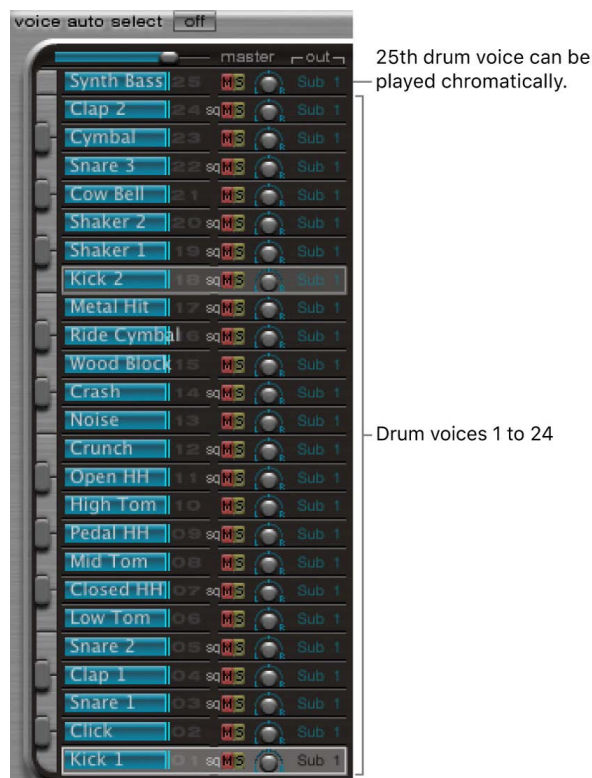 voice auto select off
master out
Synth Bass 25 M S L R Sub 1
25th drum voice can be
played chromatically.
Clap 2 24 sq M S L R Sub 1
Cymbal 23 M S L R Sub 1
Snare 3 22 sq M S L R Sub 1
Cow Bell 21 M S L R Sub 1
Shaker 2 20 sq M S L R Sub 1
Shaker 1 19 sq M S L R Sub 1
Kick 2 18 sq M S L R Sub 1
Metal Hit 17 sq M S L R Sub 1
Ride Cymbal 6 sq M S L R Sub 1
Wood Block 15 M S L R Sub 1
Crash 14 sq M S L R Sub 1
Noise 13 M S L R Sub 1
Drum voices 1 to 24
Crunch 12 sq M S L R Sub 1
Open HH 11 sq M S L R Sub 1
High Tom 10 M S L R Sub 1
Pedal HH 09 sq M S L R Sub 1
Mid Tom 08 M S L R Sub 1
Closed HH 07 sq M S L R Sub 1
Low Tom 06 M S L R Sub 1
Snare 2 05 sq M S L R Sub 1
Clap 1 04 sq M S L R Sub 1
Snare 1 03 sq M S L R Sub 1
Click 02 M S L R Sub 1
Kick 1 01 sq M S L R Sub 1